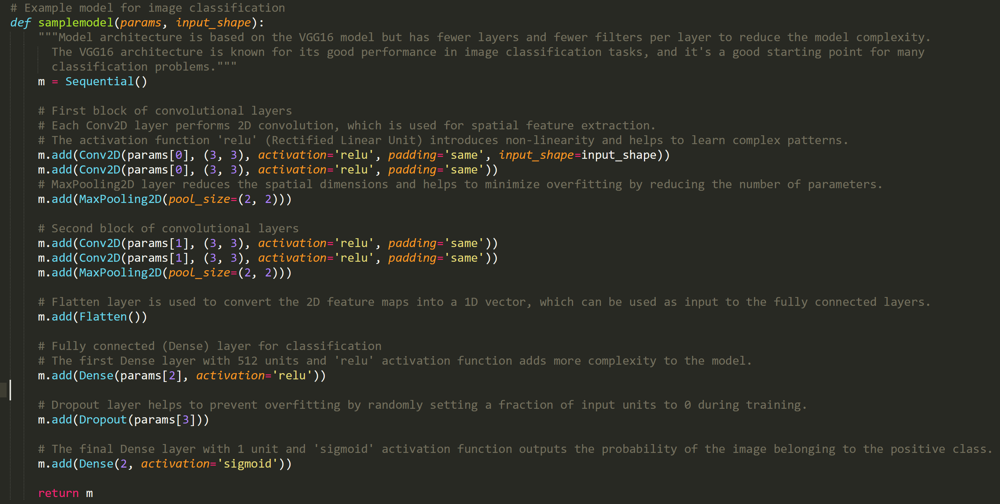 # Example model for image classification
def samplemodel(params, input_shape):
    """Model architecture is based on the VGG16 model but has fewer layers and fewer filters per layer to reduce the model complexity.
      The VGG16 architecture is known for its good performance in image classification tasks, and it's a good starting point for many
      classification problems."""
    m = Sequential()

    # First block of convolutional layers
    # Each Conv2D layer performs 2D convolution, which is used for spatial feature extraction.
    # The activation function 'relu' (Rectified Linear Unit) introduces non-linearity and helps to learn complex patterns.
    m.add(Conv2D(params[0], (3, 3), activation='relu', padding='same', input_shape=input_shape))
    m.add(Conv2D(params[0], (3, 3), activation='relu', padding='same'))
    # MaxPooling2D layer reduces the spatial dimensions and helps to minimize overfitting by reducing the number of parameters.
    m.add(MaxPooling2D(pool_size=(2, 2)))

    # Second block of convolutional layers
    m.add(Conv2D(params[1], (3, 3), activation='relu', padding='same'))
    m.add(Conv2D(params[1], (3, 3), activation='relu', padding='same'))
    m.add(MaxPooling2D(pool_size=(2, 2)))

    # Flatten layer is used to convert the 2D feature maps into a 1D vector, which can be used as input to the fully connected layers.
    m.add(Flatten())

    # Fully connected (Dense) layer for classification
    # The first Dense layer with 512 units and 'relu' activation function adds more complexity to the model.
    m.add(Dense(params[2], activation='relu'))

    # Dropout layer helps to prevent overfitting by randomly setting a fraction of input units to 0 during training.
    m.add(Dropout(params[3]))

    # The final Dense layer with 1 unit and 'sigmoid' activation function outputs the probability of the image belonging to the positive class.
    m.add(Dense(2, activation='sigmoid'))

    return m